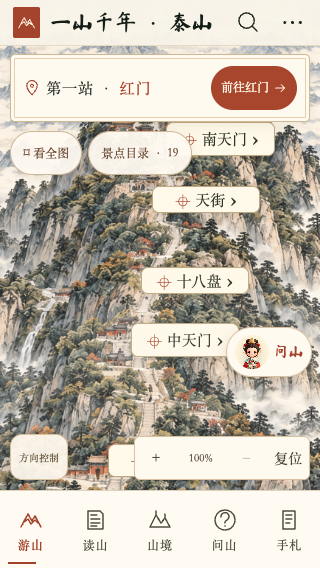 一山千年 · 泰山
第一站 · 红门
前往红门 →
看全图
景点目录 · 19
南天门 ›
天街 ›
十八盘 ›
中天门 ›
问山
方向控制
+ 100% − 复位
游山
读山
山境
问山
手札